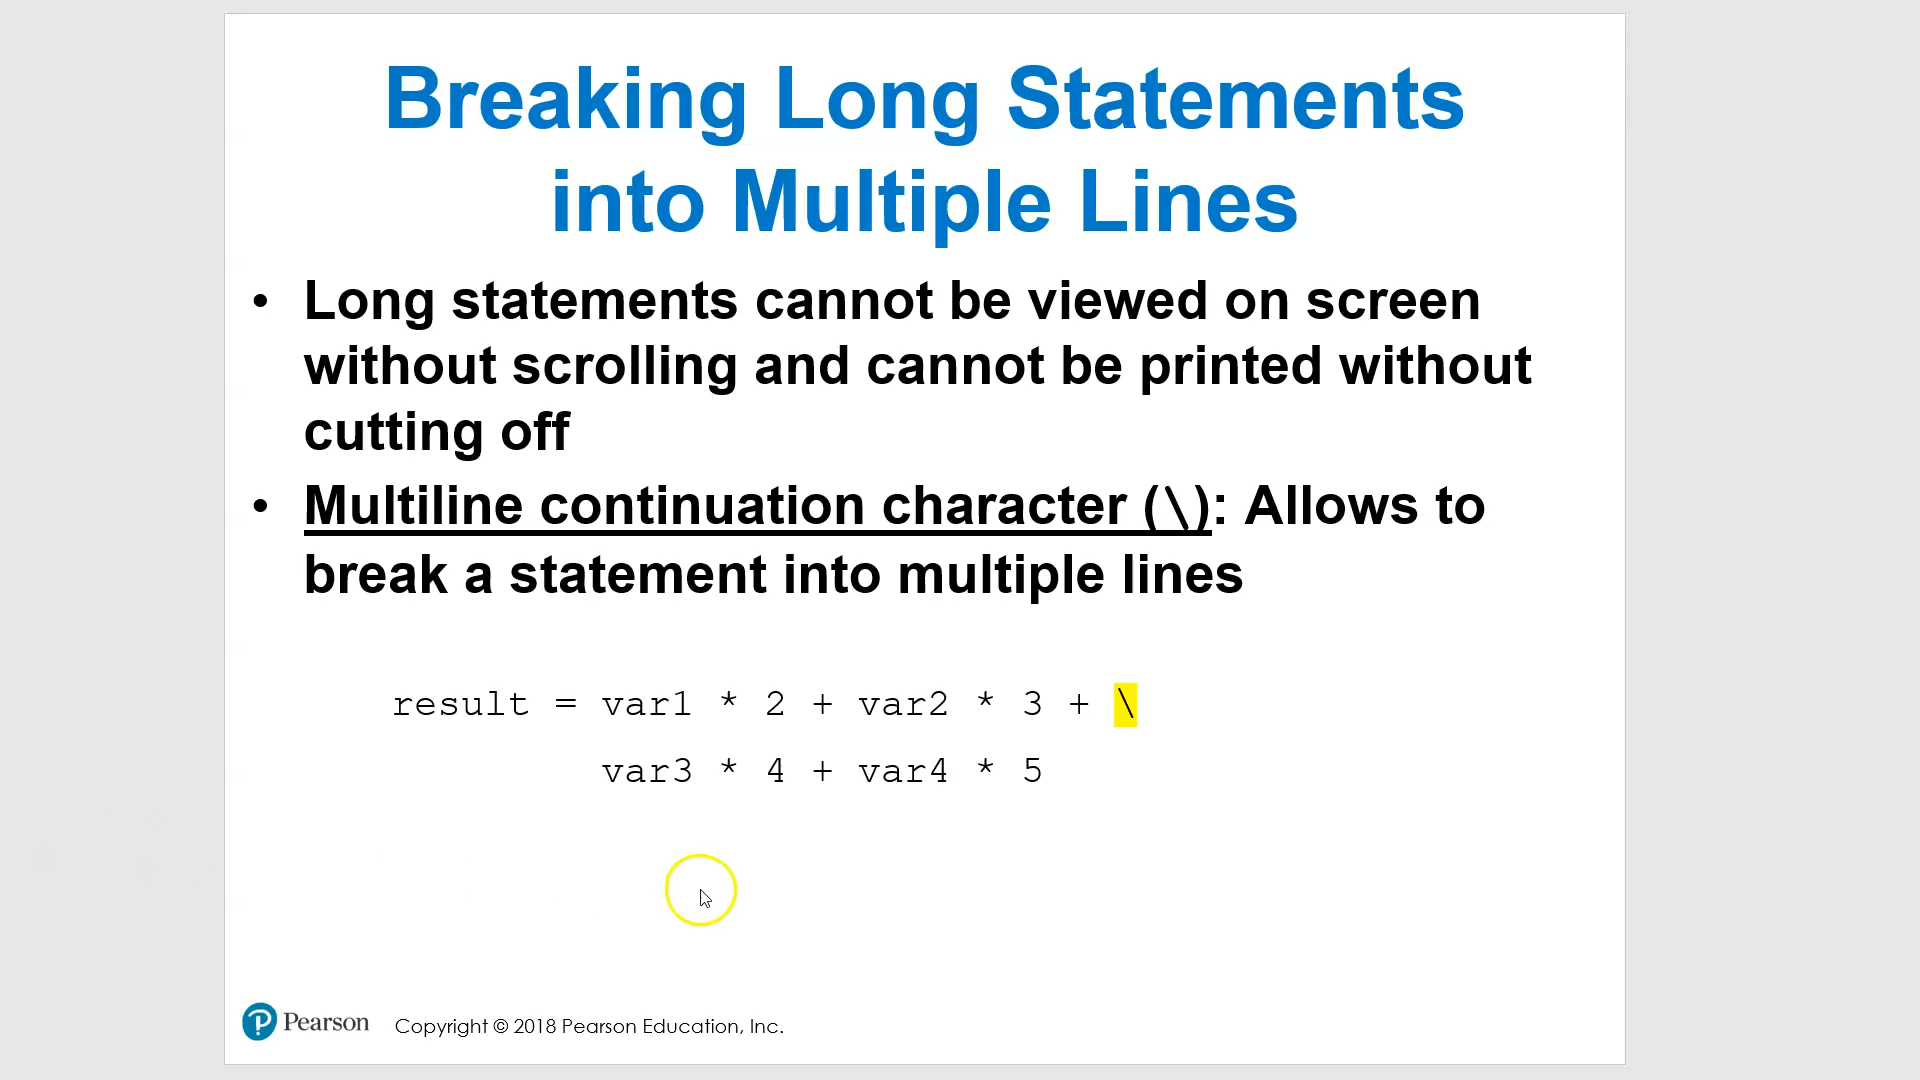 Breaking Long Statements
into Multiple Lines
• Long statements cannot be viewed on screen
without scrolling and cannot be printed without
cutting off
• Multiline continuation character (\): Allows to
break a statement into multiple lines
result = var1 * 2 + var2 * 3 + \
var3 * 4 + var4 * 5
Pearson Copyright © 2018 Pearson Education, Inc.